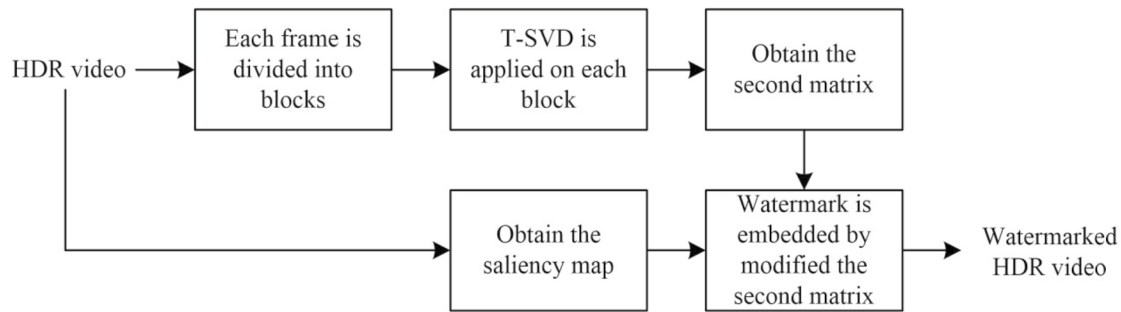 HDR video
Each frame is
divided into
blocks
T-SVD is
applied on each
block
Obtain the
second matrix
Obtain the
saliency map
Watermark is
embedded by
modified the
second matrix
Watermarked
HDR video